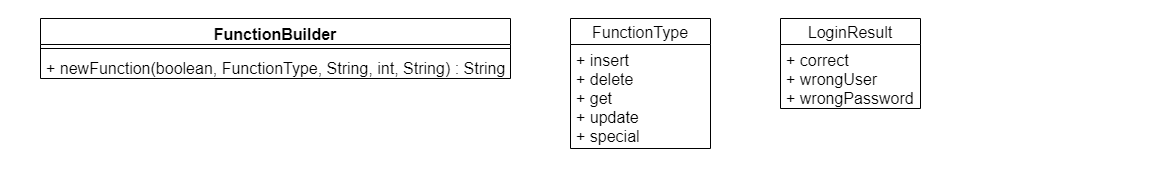 FunctionBuilder
+ newFunction(boolean, FunctionType, String, int, String) : String
FunctionType
+ insert
+ delete
+ get
+ update
+ special
LoginResult
+ correct
+ wrongUser
+ wrongPassword